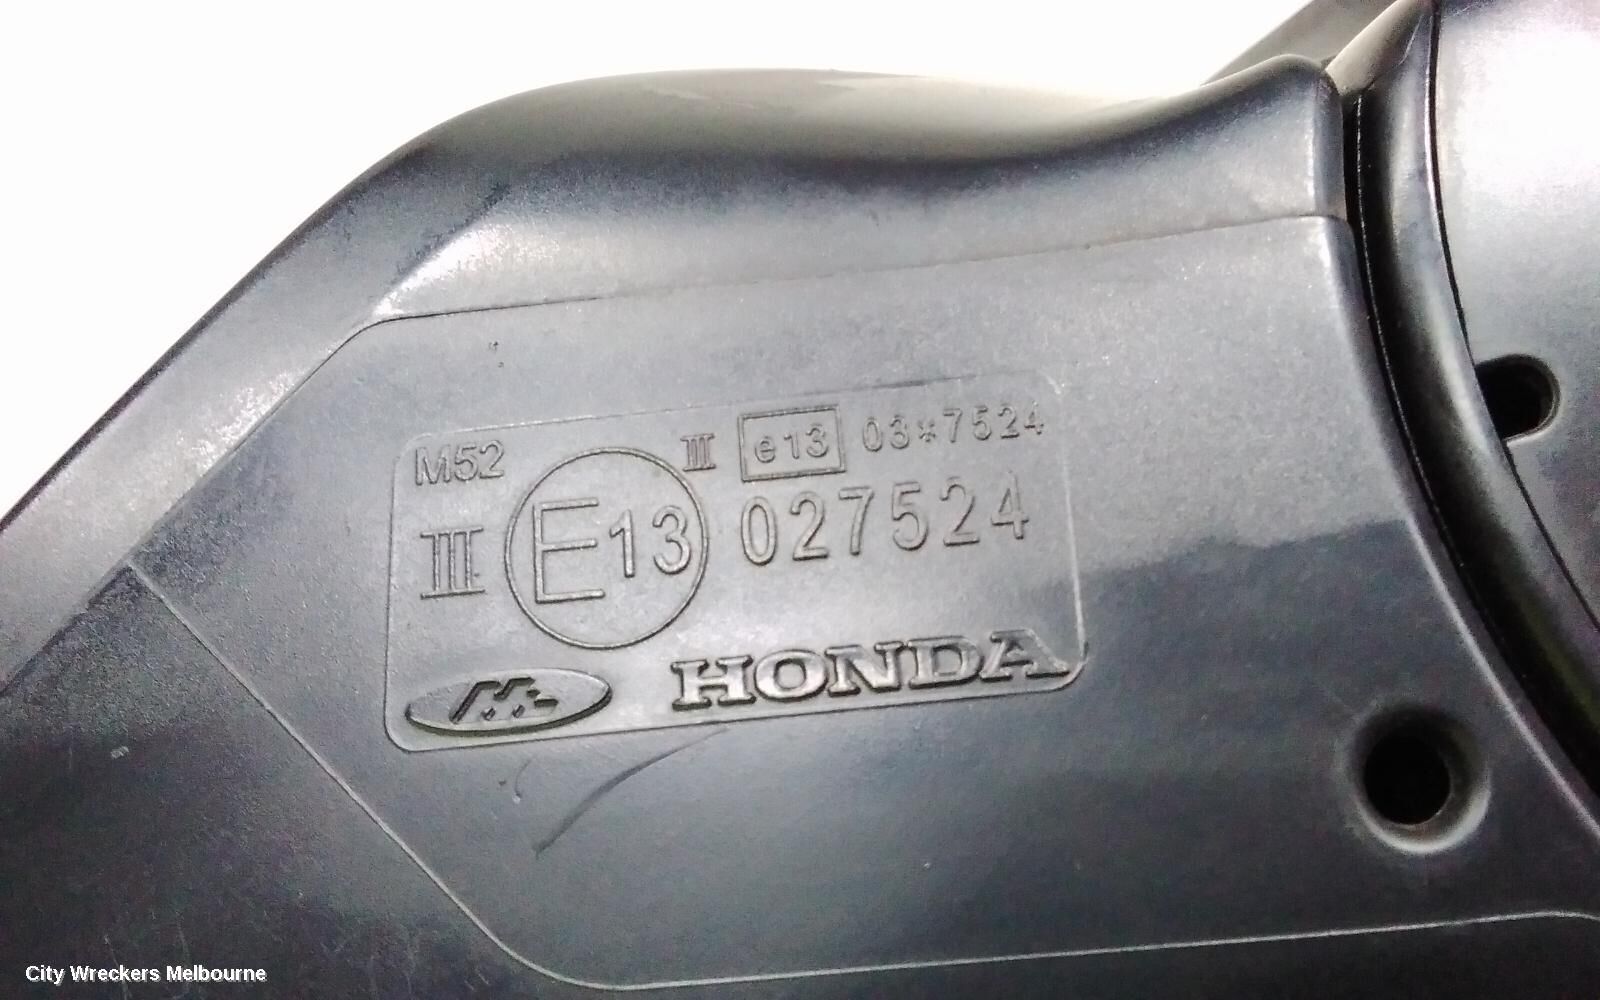 M52 III e13 03*7524
III E13 027524
HONDA
City Wreckers Melbourne